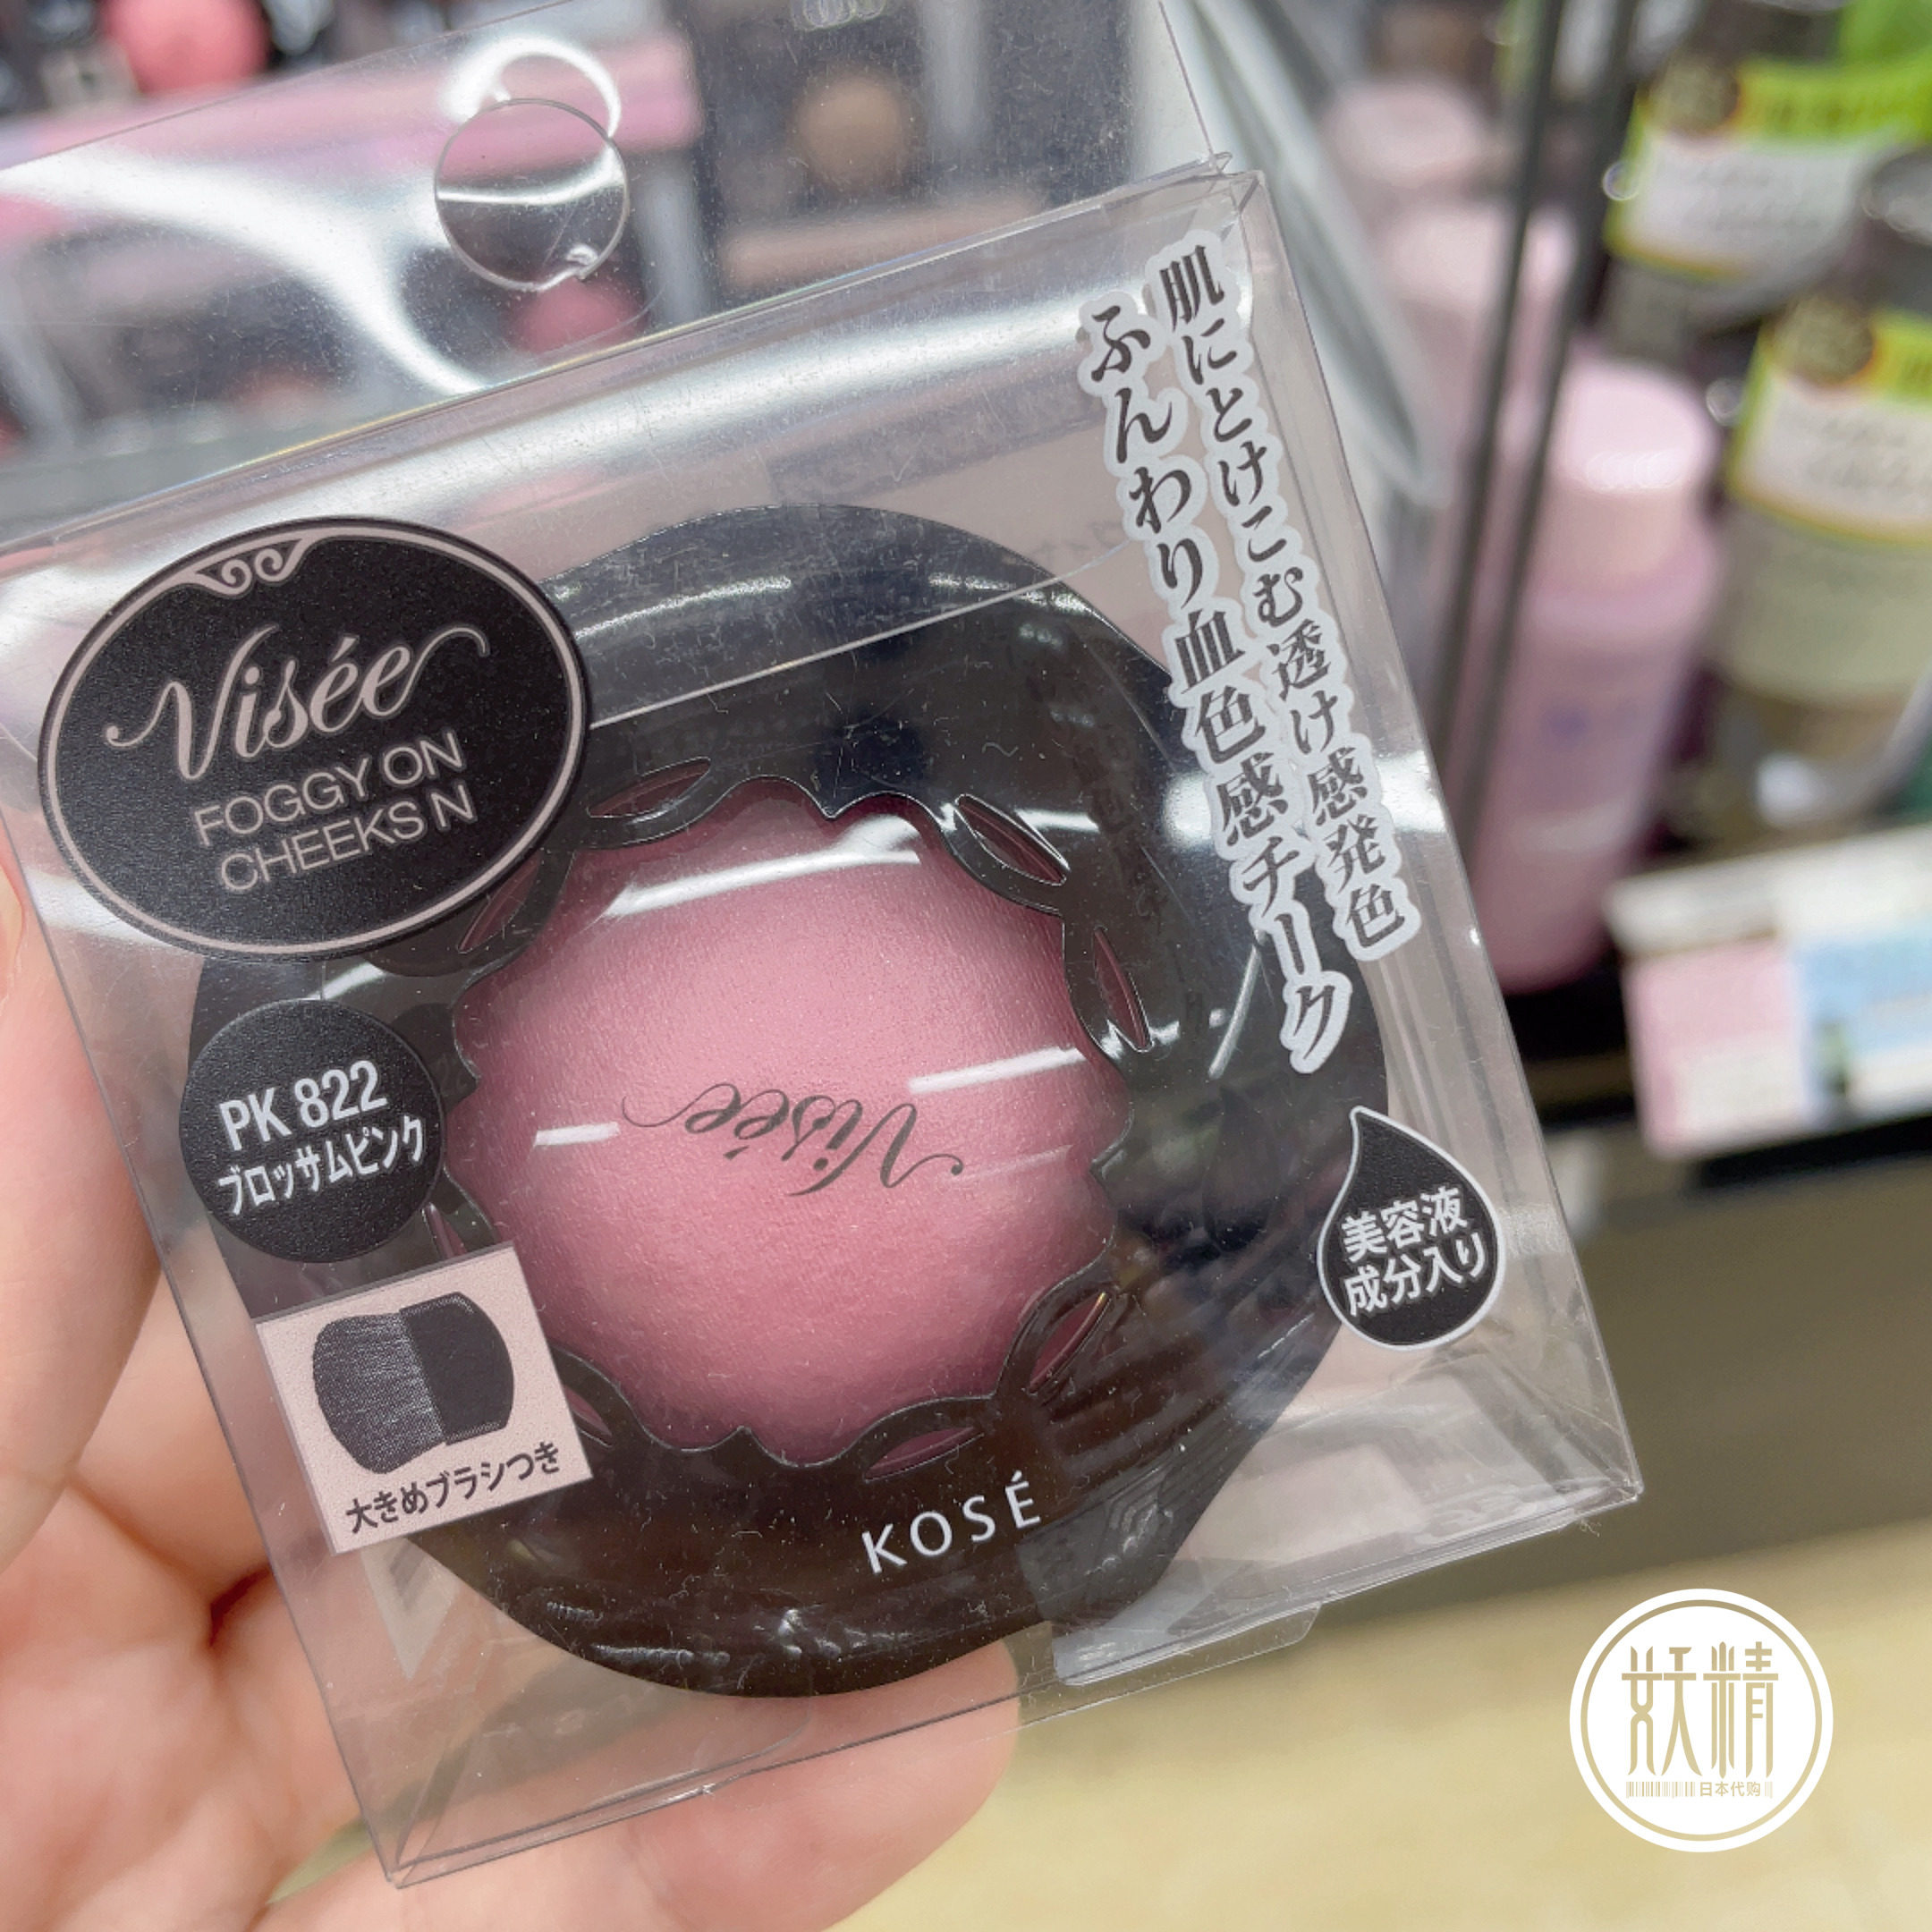 肌にとけこむ透け感発色
ふんわり血色感チーク
Visée
FOGGY ON
CHEEKS N
PK 822
ブロッサムピンク
Visée
美容液
成分入り
大きめブラシつき
KOSÉ
妖精
日本代购